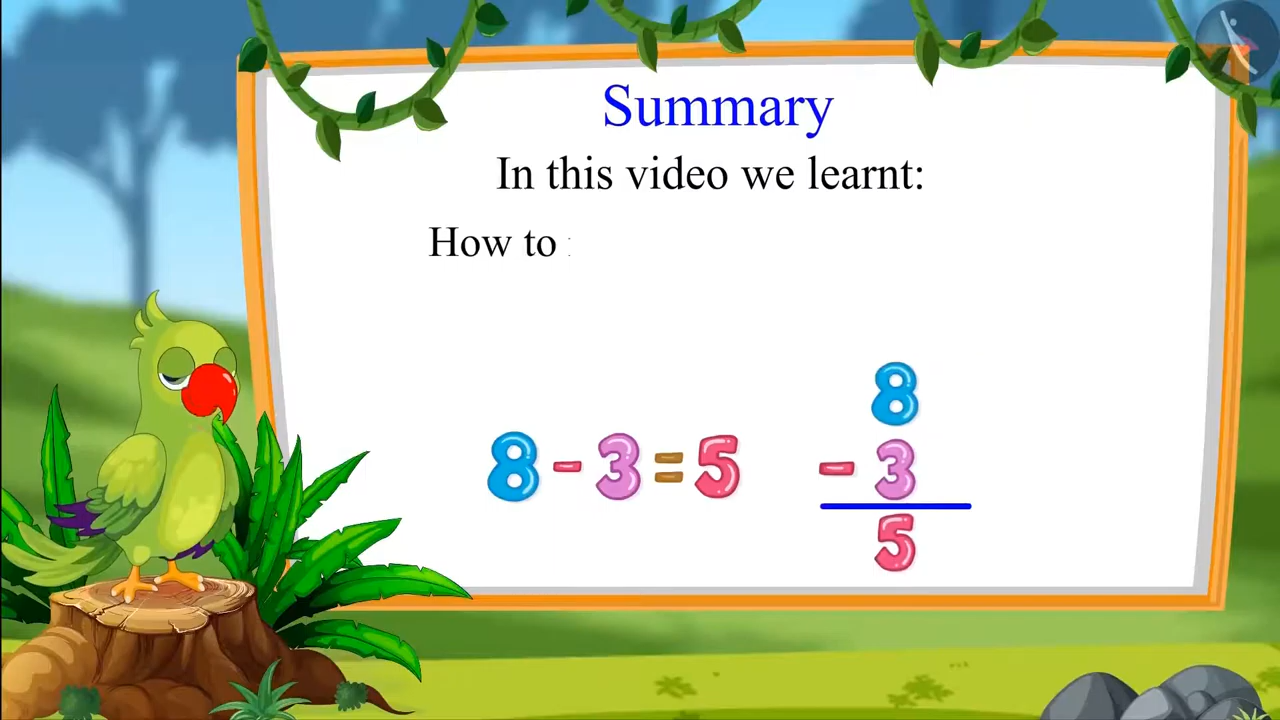 Summary
In this video we learnt:
How to
8
8 - 3 = 5
- 3
5